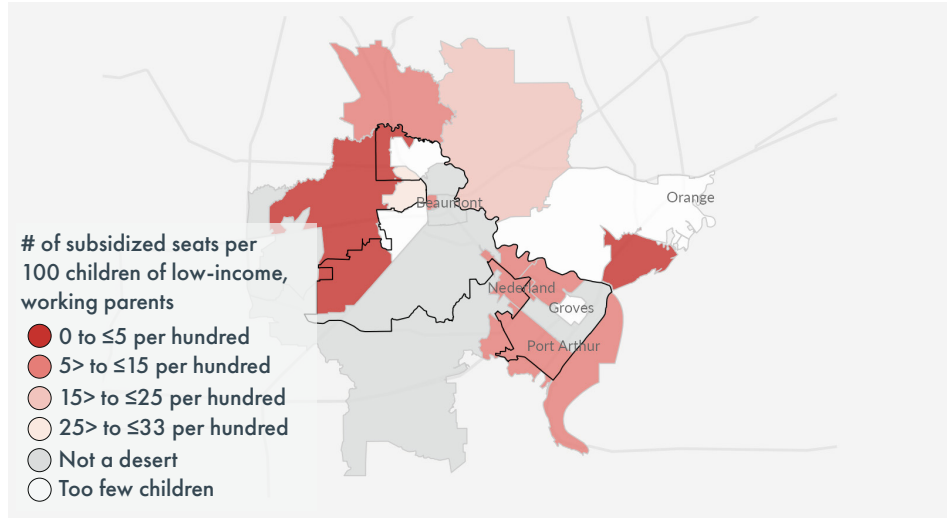 Orange
Beaumont
# of subsidized seats per
100 children of low-income,
working parents
Nederland
Groves
0 to ≤5 per hundred
Port Arthur
5> to ≤15 per hundred
15> to ≤25 per hundred
25> to ≤33 per hundred
Not a desert
Too few children